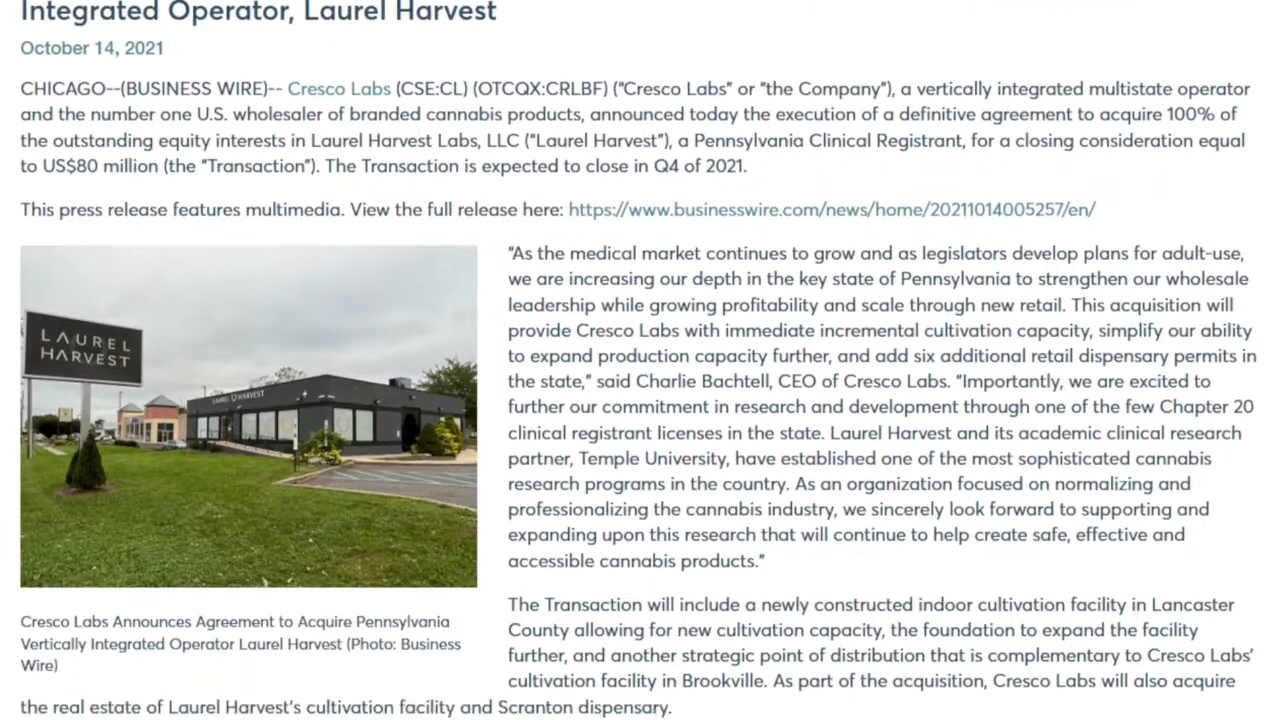 Integrated Operator, Laurel Harvest
October 14, 2021
CHICAGO--(BUSINESS WIRE)-- Cresco Labs (CSE:CL) (OTCQX:CRLBF) ("Cresco Labs" or "the Company"), a vertically integrated multistate operator
and the number one U.S. wholesaler of branded cannabis products, announced today the execution of a definitive agreement to acquire 100% of
the outstanding equity interests in Laurel Harvest Labs, LLC ("Laurel Harvest"), a Pennsylvania Clinical Registrant, for a closing consideration equal
to US$80 million (the "Transaction"). The Transaction is expected to close in Q4 of 2021.
This press release features multimedia. View the full release here: https://www.businesswire.com/news/home/20211014005257/en/
LAUREL
HARVEST
LAUREL HARVEST
Cresco Labs Announces Agreement to Acquire Pennsylvania
Vertically Integrated Operator Laurel Harvest (Photo: Business
Wire)
"As the medical market continues to grow and as legislators develop plans for adult-use,
we are increasing our depth in the key state of Pennsylvania to strengthen our wholesale
leadership while growing profitability and scale through new retail. This acquisition will
provide Cresco Labs with immediate incremental cultivation capacity, simplify our ability
to expand production capacity further, and add six additional retail dispensary permits in
the state," said Charlie Bachtell, CEO of Cresco Labs. "Importantly, we are excited to
further our commitment in research and development through one of the few Chapter 20
clinical registrant licenses in the state. Laurel Harvest and its academic clinical research
partner, Temple University, have established one of the most sophisticated cannabis
research programs in the country. As an organization focused on normalizing and
professionalizing the cannabis industry, we sincerely look forward to supporting and
expanding upon this research that will continue to help create safe, effective and
accessible cannabis products."
The Transaction will include a newly constructed indoor cultivation facility in Lancaster
County allowing for new cultivation capacity, the foundation to expand the facility
further, and another strategic point of distribution that is complementary to Cresco Labs'
cultivation facility in Brookville. As part of the acquisition, Cresco Labs will also acquire
the real estate of Laurel Harvest's cultivation facility and Scranton dispensary.